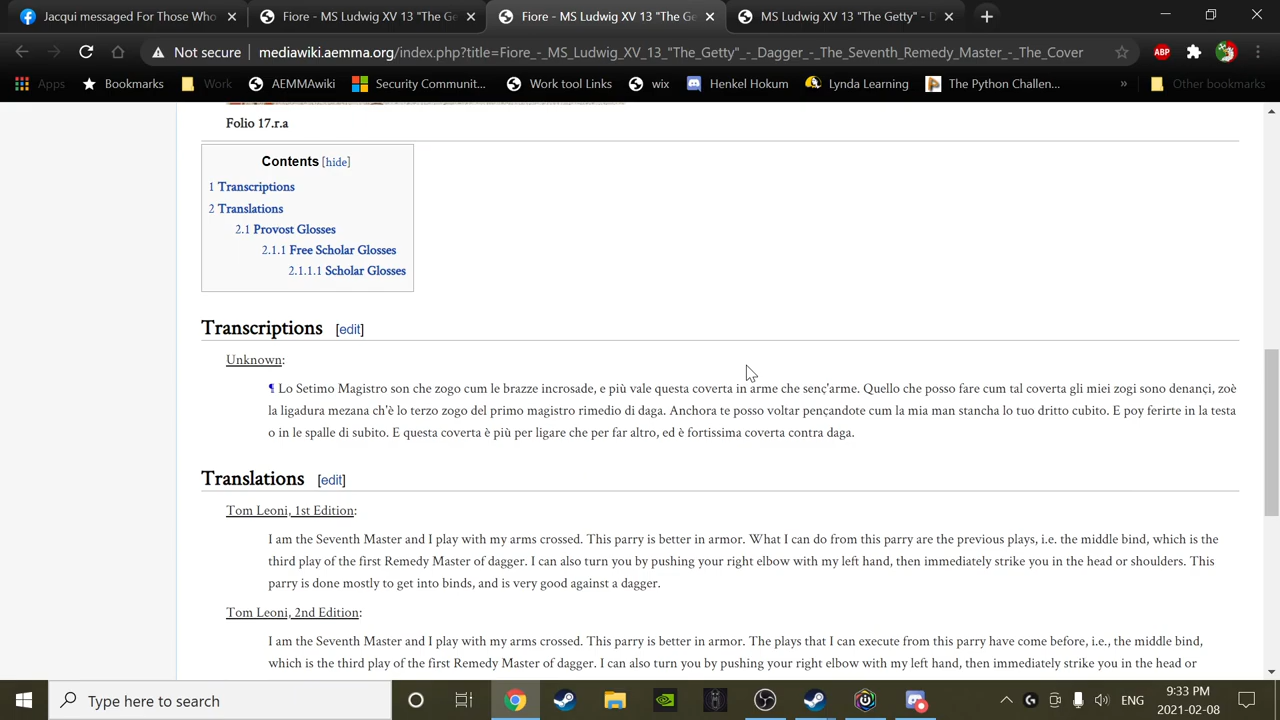 Jacqui messaged For Those Who
Fiore - MS Ludwig XV 13 "The Ge
Fiore - MS Ludwig XV 13 "The Ge
MS Ludwig XV 13 "The Getty" - D
Not secure mediawiki.aemma.org/index.php?title=Fiore_-_MS_Ludwig_XV_13_"The_Getty"_-_Dagger_-_The_Seventh_Remedy_Master_-_The_Cover ABP
Apps Bookmarks Work AEMMAwiki Security Communit... Work tool Links wix Henkel Hokum Lynda Learning The Python Challen... » Other bookmarks
Folio 17.r.a
Contents [hide]
1 Transcriptions
2 Translations
2.1 Provost Glosses
2.1.1 Free Scholar Glosses
2.1.1.1 Scholar Glosses
Transcriptions [edit]
Unknown:
¶ Lo Setimo Magistro son che zogo cum le brazze incrosade, e più vale questa coverta in arme che senç'arme. Quello che posso fare cum tal coverta gli miei zogi sono denançi, zoè
la ligadura mezana ch'è lo terzo zogo del primo magistro rimedio di daga. Anchora te posso voltar pençandote cum la mia man stancha lo tuo dritto cubito. E poy ferirte in la testa
o in le spalle di subito. E questa coverta è più per ligare che per far altro, ed è fortissima coverta contra daga.
Translations [edit]
Tom Leoni, 1st Edition:
I am the Seventh Master and I play with my arms crossed. This parry is better in armor. What I can do from this parry are the previous plays, i.e. the middle bind, which is the
third play of the first Remedy Master of dagger. I can also turn you by pushing your right elbow with my left hand, then immediately strike you in the head or shoulders. This
parry is done mostly to get into binds, and is very good against a dagger.
Tom Leoni, 2nd Edition:
I am the Seventh Master and I play with my arms crossed. This parry is better in armor. The plays that I can execute from this parry have come before, i.e., the middle bind,
which is the third play of the first Remedy Master of dagger. I can also turn you by pushing your right elbow with my left hand, then immediately strike you in the head or
Type here to search
ENG
9:33 PM
2021-02-08